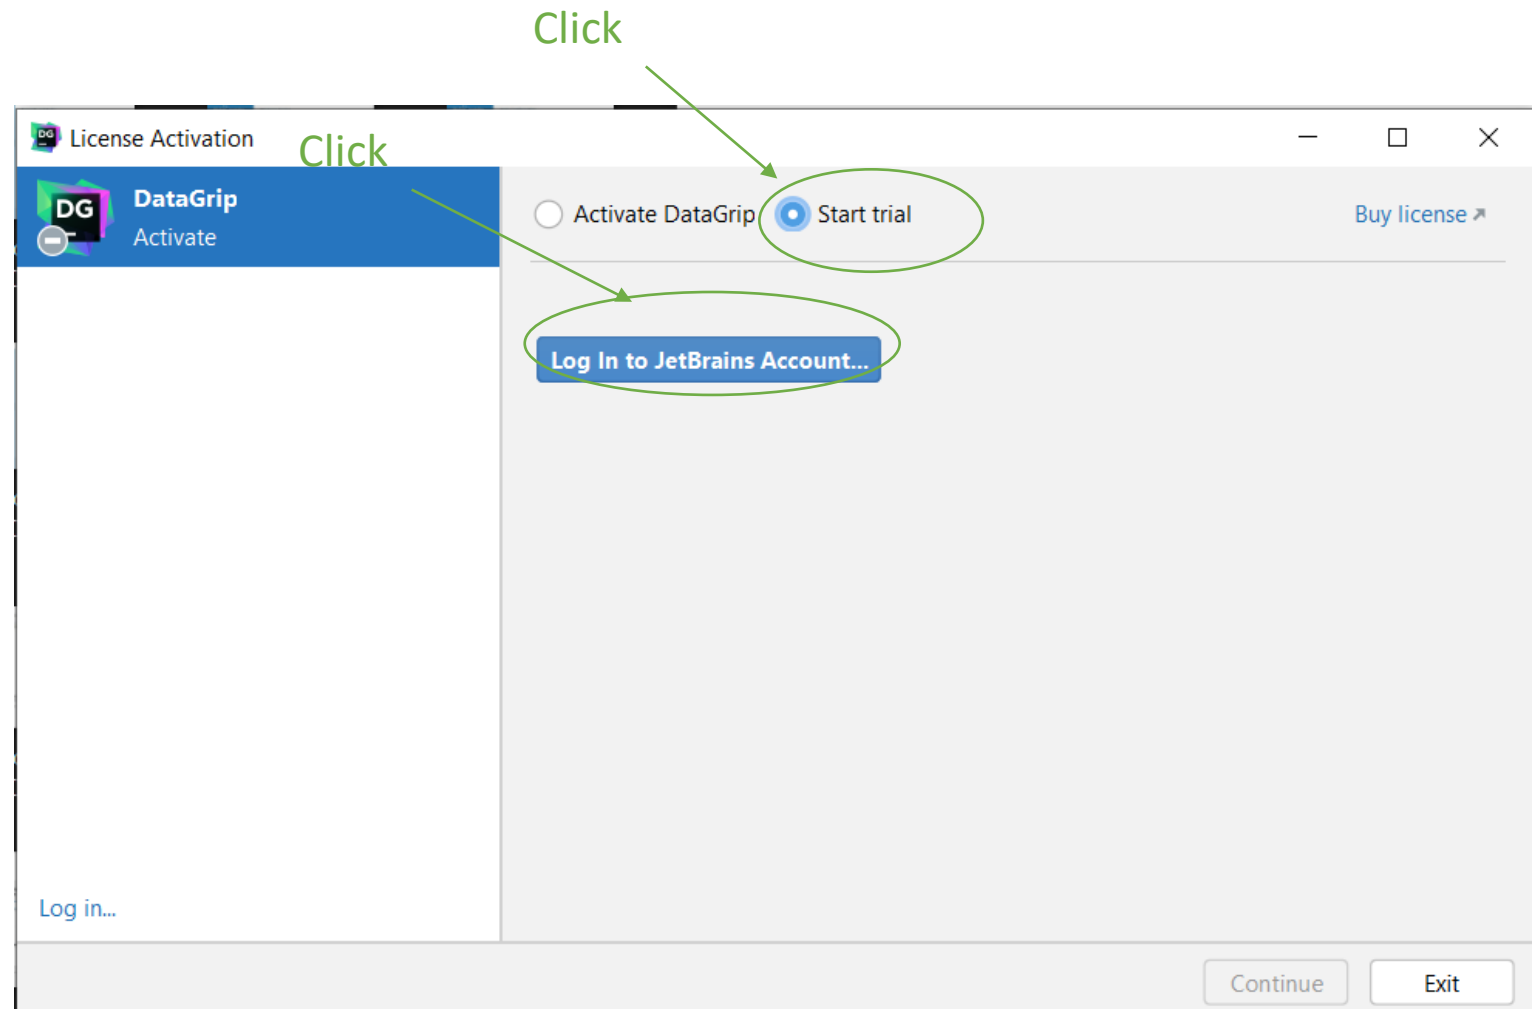 Click
License Activation
Click
DG
DataGrip
Activate
Activate DataGrip
Start trial
Buy license
Log In to JetBrains Account...
Log in...
Continue
Exit